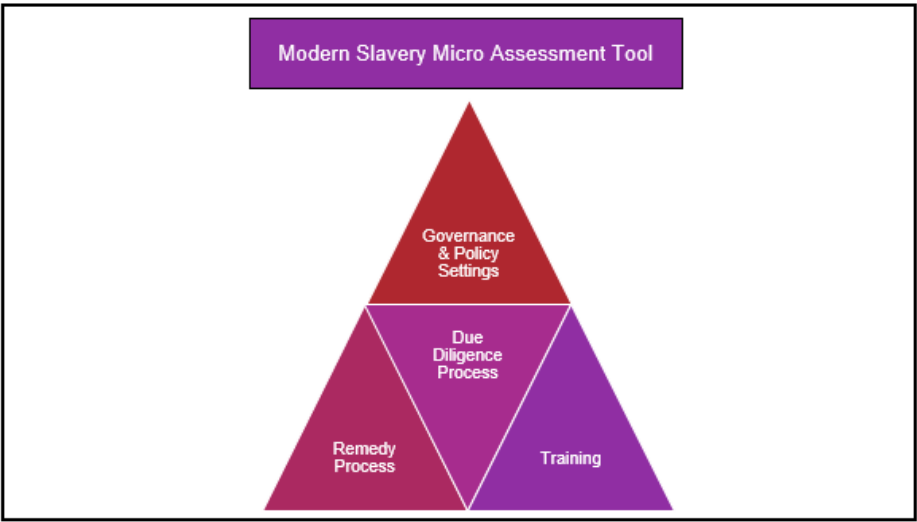 Modern Slavery Micro Assessment Tool
Governance
& Policy
Settings
Due
Diligence
Process
Remedy
Process
Training